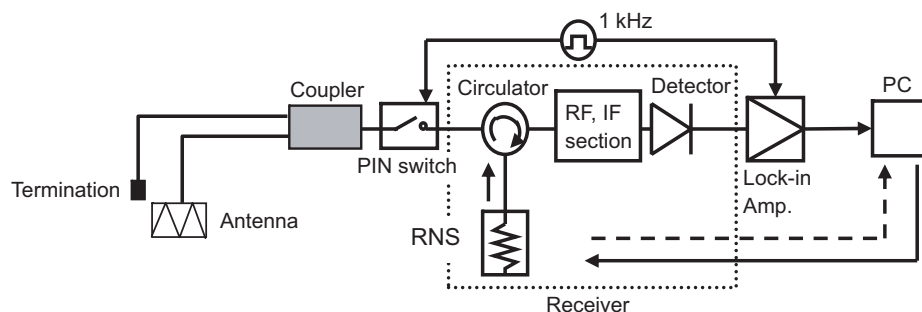 1 kHz
Coupler
Circulator
Detector
PC
RF, IF
section
PIN switch
Termination
Antenna
RNS
Lock-in
Amp.
Receiver